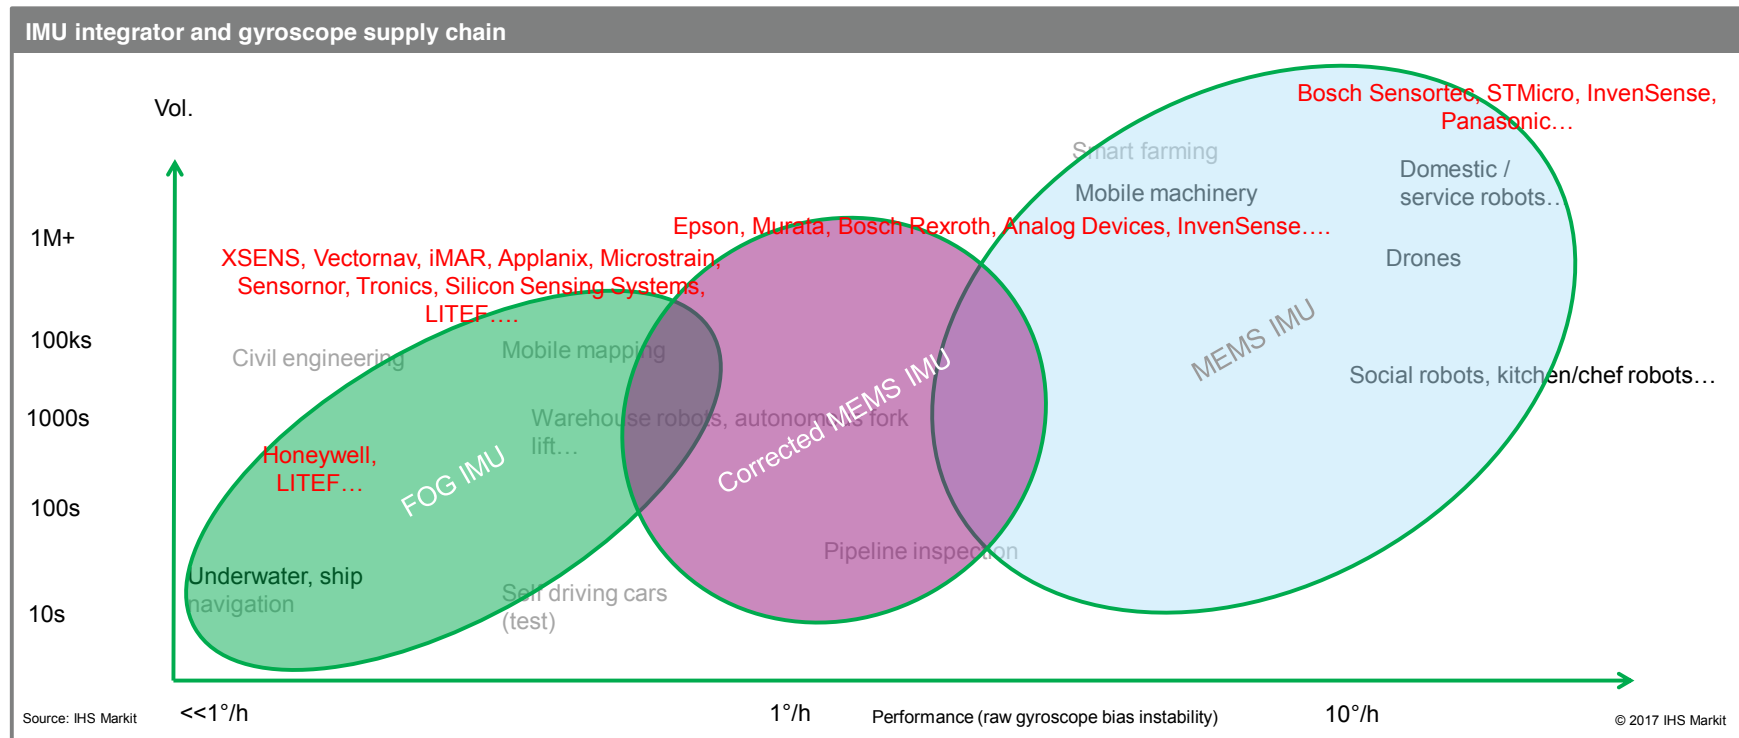 IMU integrator and gyroscope supply chain
Vol.
Bosch Sensortec, STMicro, InvenSense,
Panasonic…
Smart farming
Domestic /
service robots…
Mobile machinery
Epson, Murata, Bosch Rexroth, Analog Devices, InvenSense….
1M+
XSENS, Vectornav, iMAR, Applanix, Microstrain,
Sensornor, Tronics, Silicon Sensing Systems,
LITEF….
Drones
MEMS IMU
100ks
Civil engineering
Mobile mapping
Social robots, kitchen/chef robots…
Corrected MEMS IMU
1000s
Warehouse robots, autonomous fork
lift…
Honeywell,
LITEF…
FOG IMU
100s
Pipeline inspection
Underwater, ship
navigation
Self driving cars
(test)
10s
<<1°/h
1°/h
Performance (raw gyroscope bias instability)
10°/h
Source: IHS Markit
© 2017 IHS Markit